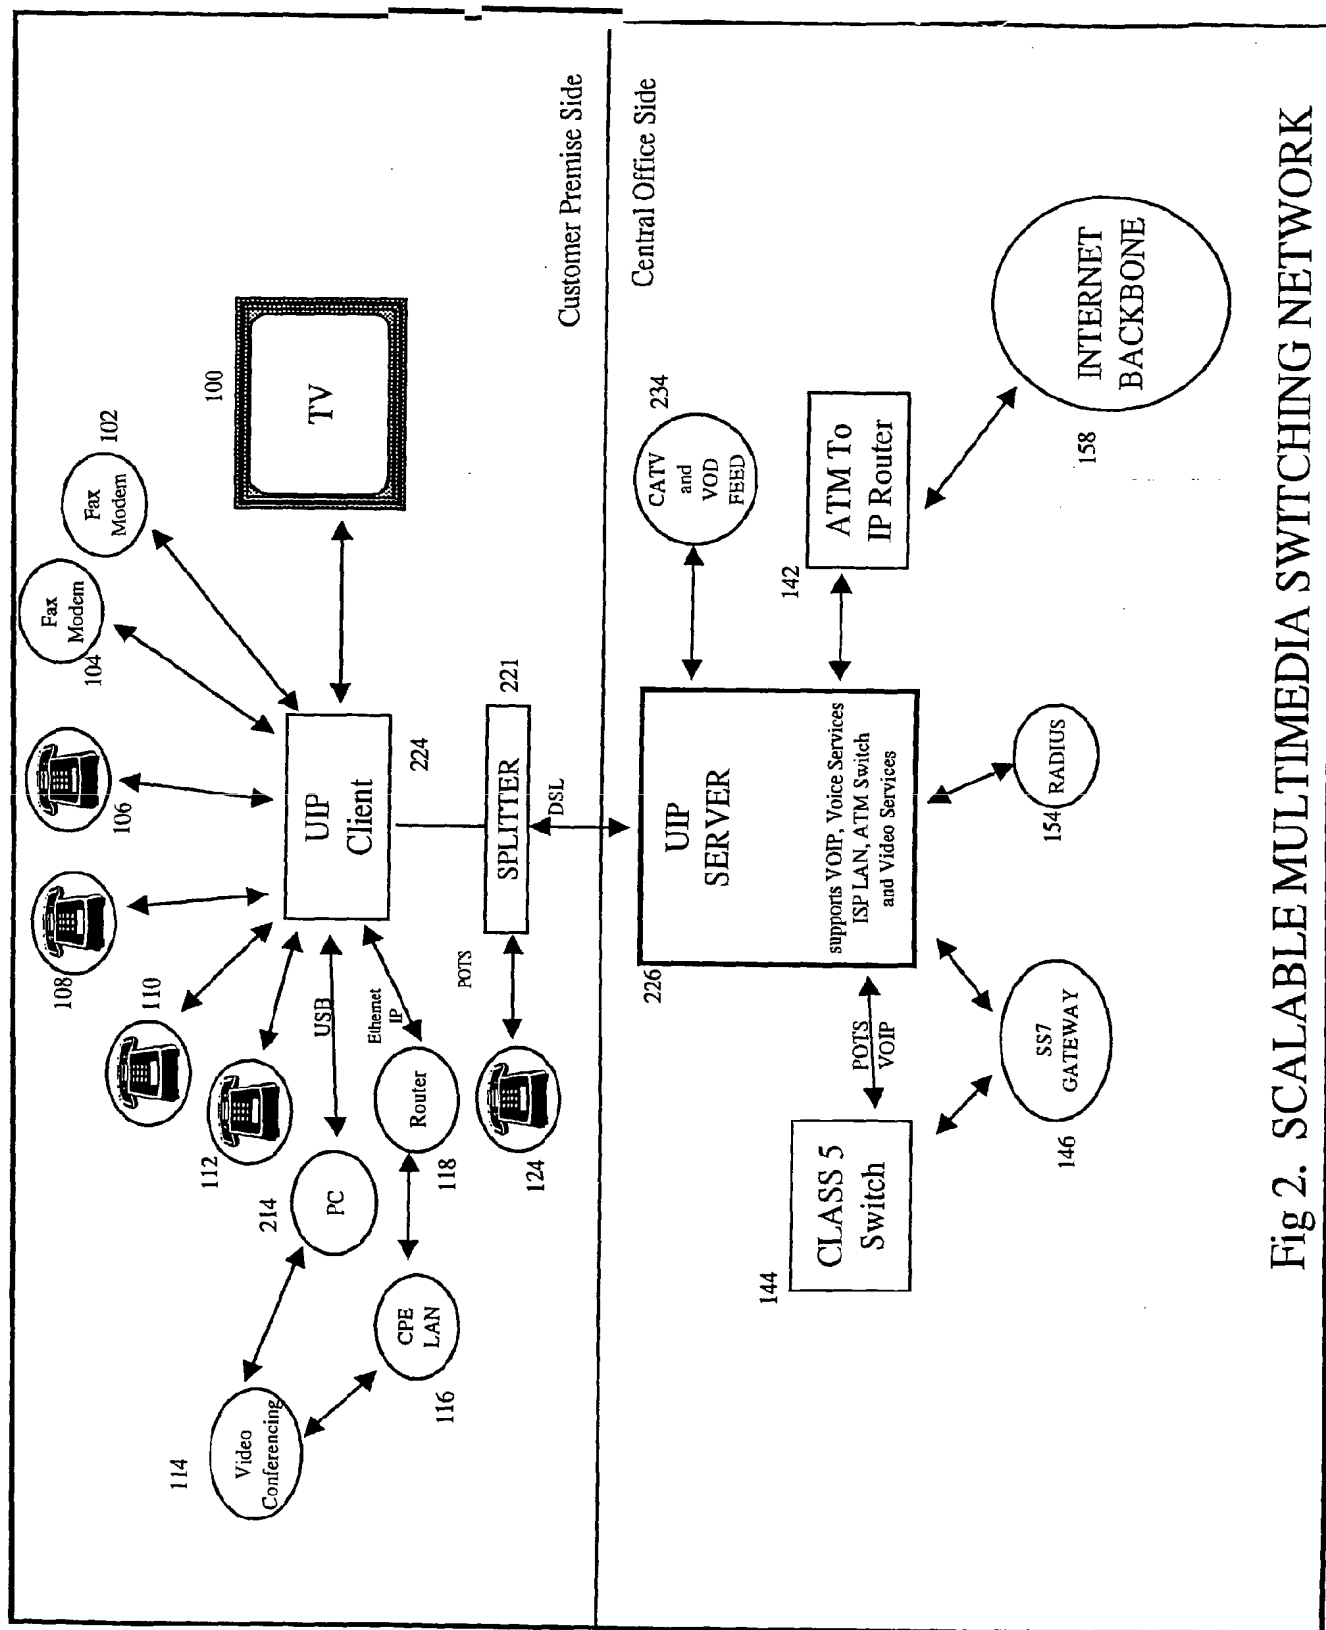 Customer Premise Side
TV
100
Fax
Modem
102
Fax
Modem
104
106
108
110
112
UIP
Client
224
SPLITTER
221
DSL
POTS
124
USB
Ethernet
IP
Router
118
PC
214
CPE
LAN
116
Video
Conferencing
114
Central Office Side
CATV
and
VOD
FEED
234
UIP
SERVER
supports VOIP, Voice Services
ISP LAN, ATM Switch
and Video Services
226
ATM To
IP Router
142
INTERNET
BACKBONE
158
RADIUS
154
POTS
VOIP
CLASS 5
Switch
144
SS7
GATEWAY
146
Fig 2. SCALABLE MULTIMEDIA SWITCHING NETWORK